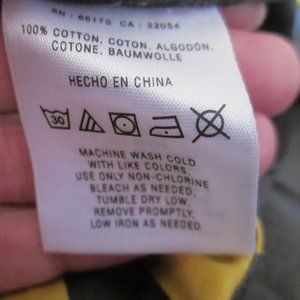 RN : 66170 CA : 32054
100% COTTON, COTON, ALGODÓN,
COTONE, BAUMWOLLE
HECHO EN CHINA
30
MACHINE WASH COLD
WITH LIKE COLORS.
USE ONLY NON-CHLORINE
BLEACH AS NEEDED.
TUMBLE DRY LOW.
REMOVE PROMPTLY.
LOW IRON AS NEEDED